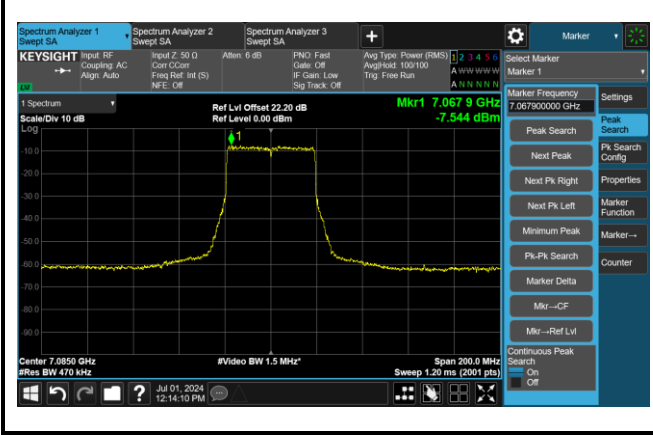 Spectrum Analyzer 1
Swept SA
Spectrum Analyzer 2
Swept SA
Spectrum Analyzer 3
Swept SA
+
Marker
KEYSIGHT
Input: RF
Coupling: AC
Align: Auto
Input Z: 50 Ω
Corr CCorr
Freq Ref: Int (S)
NFE: Off
Atten: 6 dB
PNO: Fast
Gate: Off
IF Gain: Low
Sig Track: Off
Avg Type: Power (RMS)
Avg|Hold: 100/100
Trig: Free Run
1 2 3 4 5 6
A W W W W W
A N N N N N
LXI
Select Marker
Marker 1
1 Spectrum
Scale/Div 10 dB
Ref Lvl Offset 22.20 dB
Ref Level 0.00 dBm
Mkr1 7.067 9 GHz
-7.544 dBm
Log
1
-10.0
-20.0
-30.0
-40.0
-50.0
-60.0
-70.0
-80.0
-90.0
Center 7.0850 GHz
#Res BW 470 kHz
#Video BW 1.5 MHz*
Span 200.0 MHz
Sweep 1.20 ms (2001 pts)
Marker Frequency
7.067900000 GHz
Peak Search
Next Peak
Next Pk Right
Next Pk Left
Minimum Peak
Pk-Pk Search
Marker Delta
Mkr→CF
Mkr→Ref Lvl
Continuous Peak
Search
On
Off
Settings
Peak
Search
Pk Search
Config
Properties
Marker
Function
Marker→
Counter
?
Jul 01, 2024
12:14:10 PM